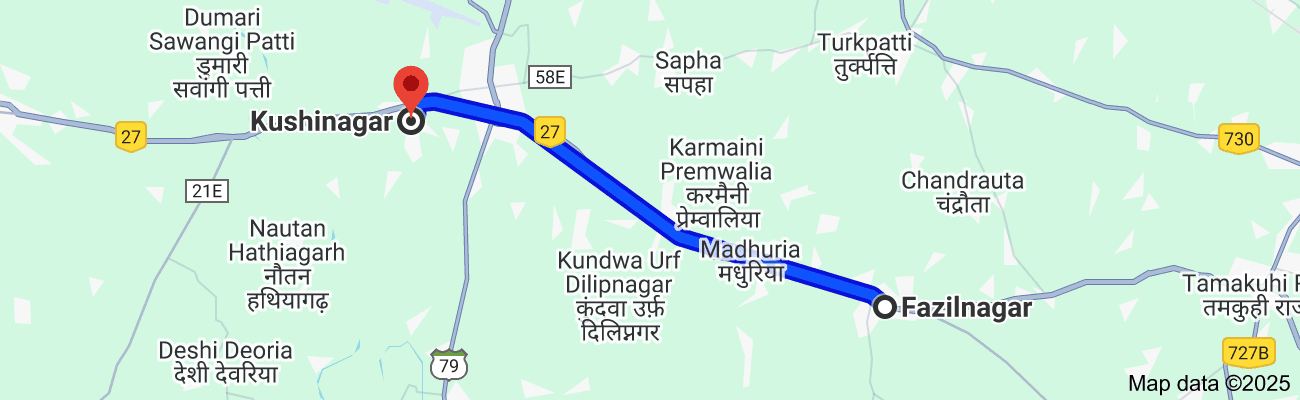 Dumari
Sawangi Patti
डुमारी
सवांगी पत्ती
58E
Sapha
सपहा
Turkpatti
तुर्कपत्ति
27
Kushinagar
27
730
21E
Karmaini
Premwalia
करमैनी
प्रेम्वालिया
Chandrauta
चंद्रौता
Nautan
Hathiagarh
नौतन
हथियागढ़
Kundwa Urf
Dilipnagar
कुंदवा उर्फ़
दिलिप्नगर
Madhuria
मधुरिया
Fazilnagar
Tamakuhi
तमकुही
Deshi Deoria
देशी देवरिया
79
727B
Map data ©2025